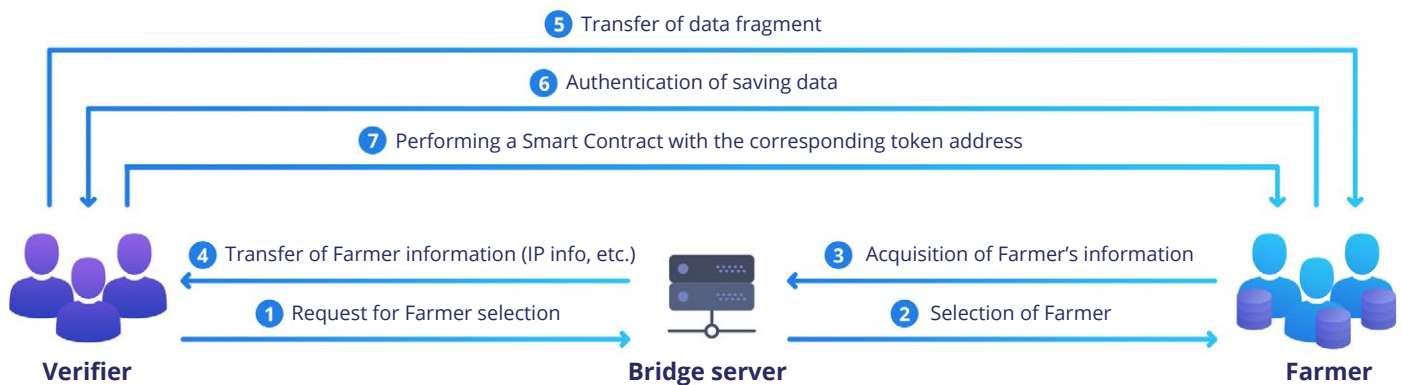 5 Transfer of data fragment
6 Authentication of saving data
7 Performing a Smart Contract with the corresponding token address
4 Transfer of Farmer information (IP info, etc.)
3 Acquisition of Farmer's information
1 Request for Farmer selection
2 Selection of Farmer
Verifier
Bridge server
Farmer